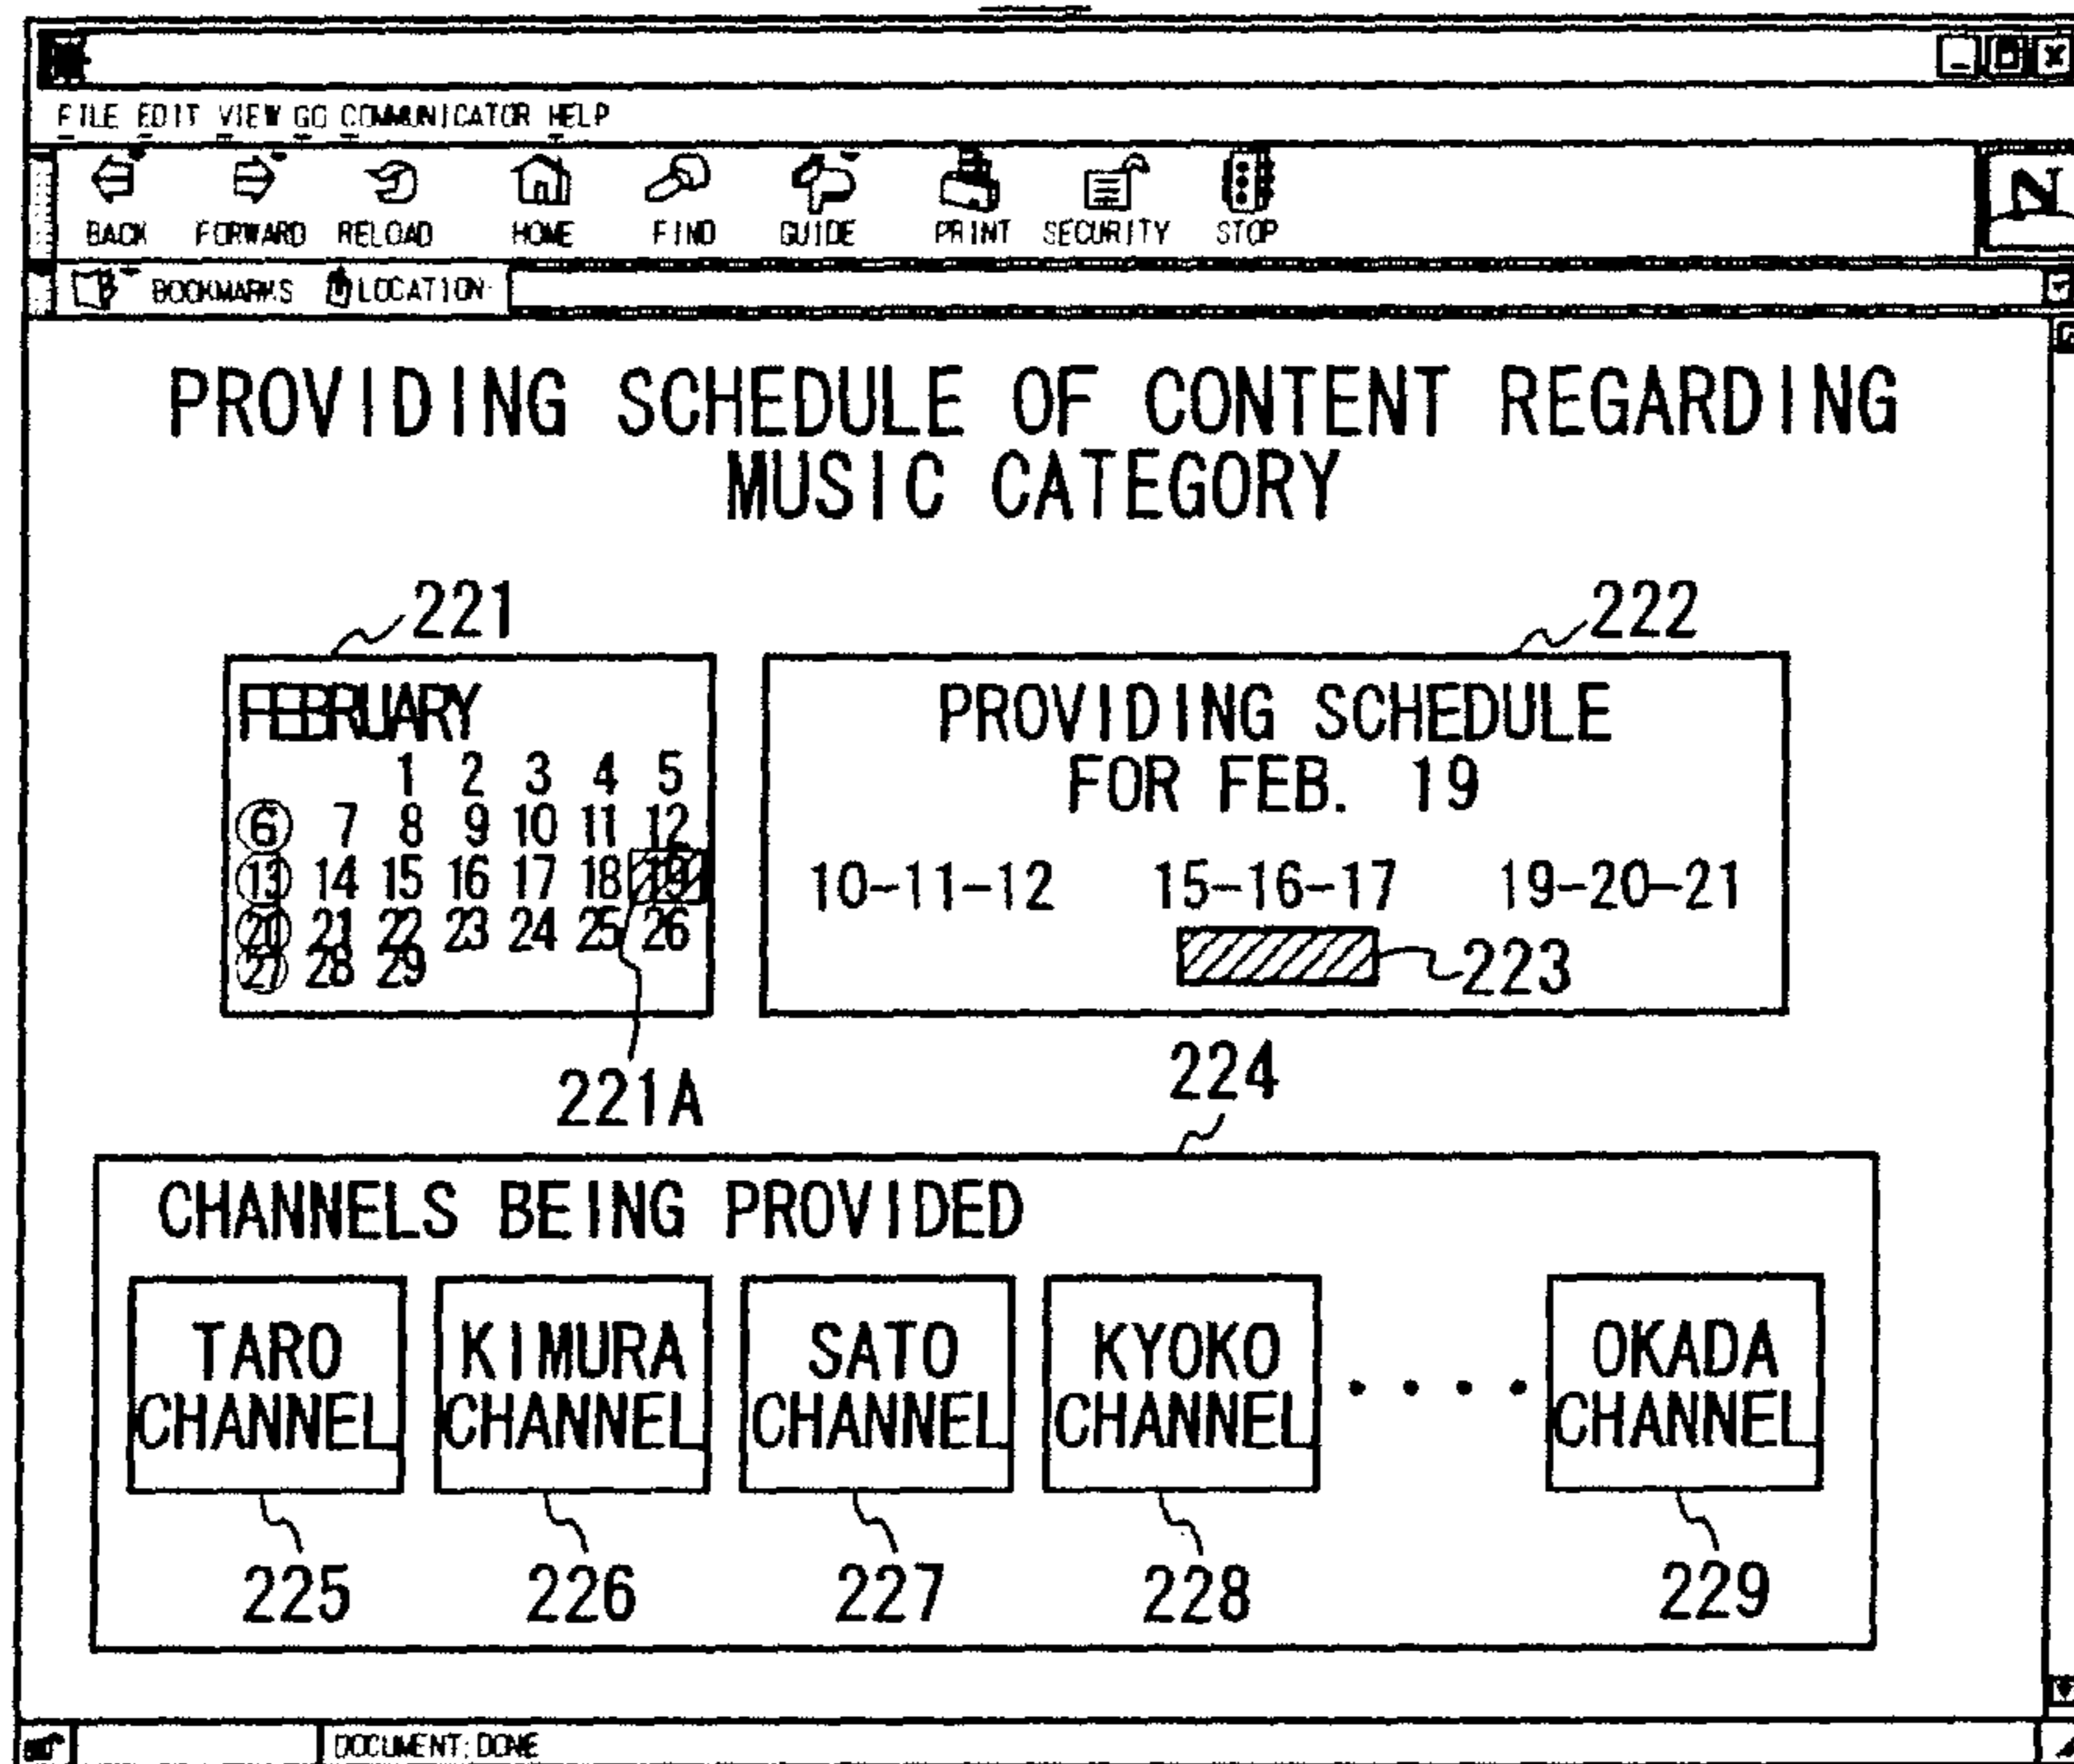 FILE EDIT VIEW GO COMMUNICATOR HELP
BACK FORWARD RELOAD HOME FIND GUIDE PRINT SECURITY STOP
N
BOOKMARKS LOCATION
PROVIDING SCHEDULE OF CONTENT REGARDING
MUSIC CATEGORY
221
222
FEBRUARY
1 2 3 4 5
6 7 8 9 10 11 12
13 14 15 16 17 18 19
20 21 22 23 24 25 26
27 28 29
PROVIDING SCHEDULE
FOR FEB. 19
10-11-12 15-16-17 19-20-21
223
221A
224
CHANNELS BEING PROVIDED
TARO
CHANNEL
KIMURA
CHANNEL
SATO
CHANNEL
KYOKO
CHANNEL
• • • •
OKADA
CHANNEL
225 226 227 228 229
DOCUMENT:DONE